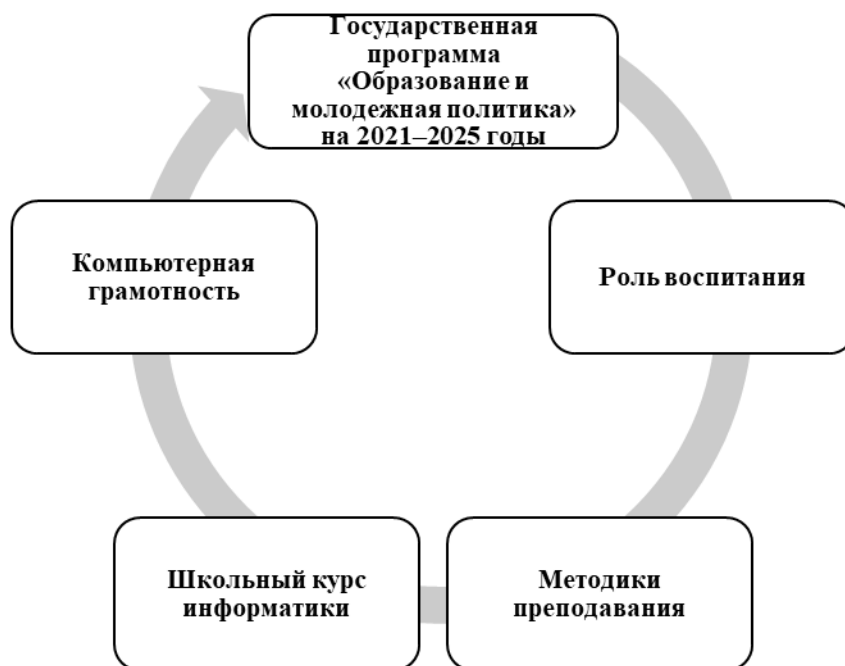 Государственная
программа
«Образование и
молодежная политика»
на 2021–2025 годы
Роль воспитания
Методики
преподавания
Школьный курс
информатики
Компьютерная
грамотность